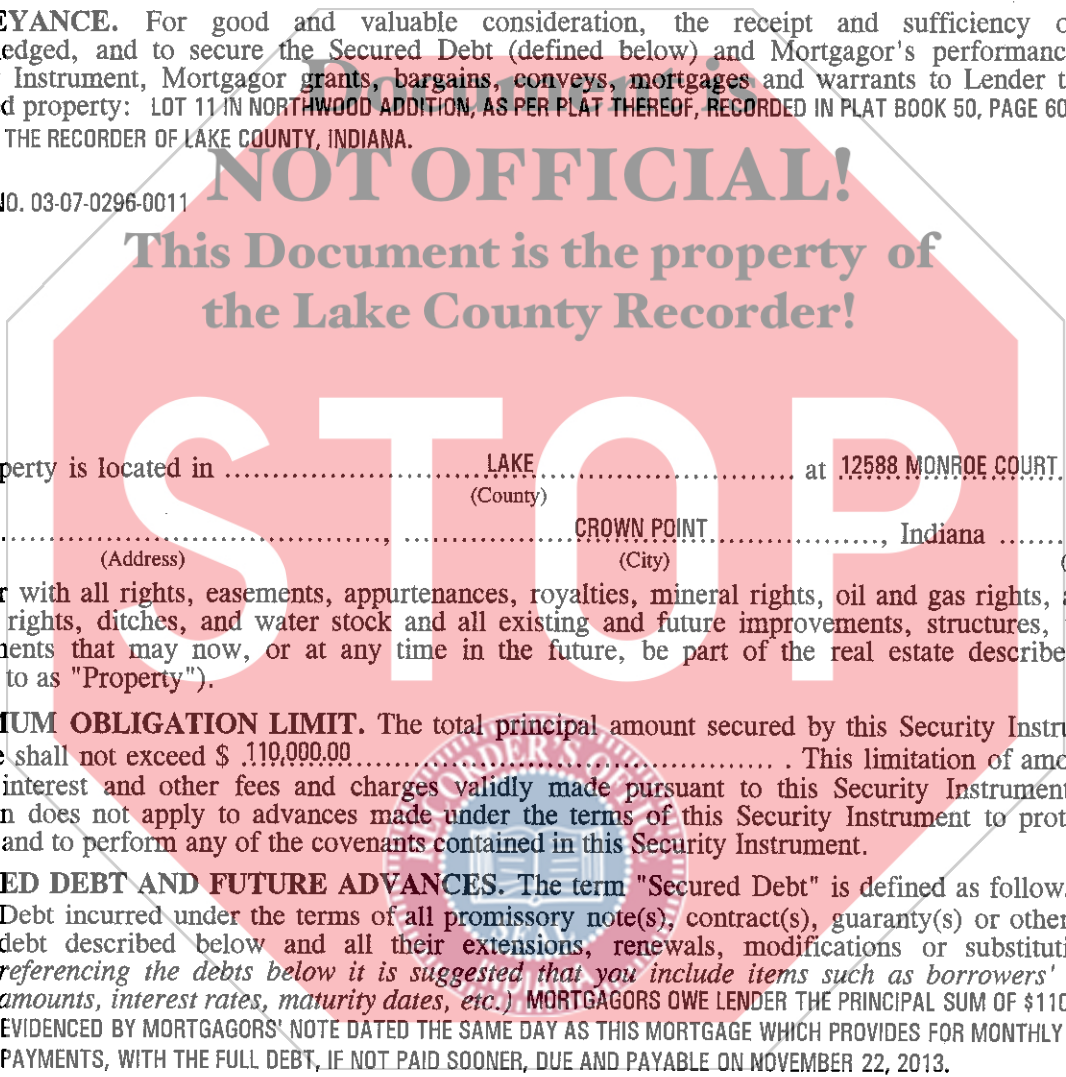 EYANCE. For good and valuable consideration, the receipt and sufficiency o
edged, and to secure the Secured Debt (defined below) and Mortgagor's performanc
Instrument, Mortgagor grants, bargains, conveys, mortgages and warrants to Lender t
Document is
d property: LOT 11 IN NORTHWOOD ADDITION, AS PER PLAT THEREOF, RECORDED IN PLAT BOOK 50, PAGE 60
THE RECORDER OF LAKE COUNTY, INDIANA.
NOT OFFICIAL!
NO. 03-07-0296-0011
This Document is the property of
the Lake County Recorder!
STOP
perty is located in ........ LAKE ........ at 12588 MONROE COURT
(County)
........, ........ CROWN POINT ........, Indiana ........
(Address) (City) (
r with all rights, easements, appurtenances, royalties, mineral rights, oil and gas rights, a
rights, ditches, and water stock and all existing and future improvements, structures,
ents that may now, or at any time in the future, be part of the real estate describe
to as "Property").
UM OBLIGATION LIMIT. The total principal amount secured by this Security Instru
shall not exceed $ .110,000.00 ........ . This limitation of amo
interest and other fees and charges validly made pursuant to this Security Instrument
n does not apply to advances made under the terms of this Security Instrument to prot
and to perform any of the covenants contained in this Security Instrument.
RECORDER'S OFFICE
SEAL
INDIANA
ED DEBT AND FUTURE ADVANCES. The term "Secured Debt" is defined as follow
Debt incurred under the terms of all promissory note(s), contract(s), guaranty(s) or other
debt described below and all their extensions, renewals, modifications or substituti
referencing the debts below it is suggested that you include items such as borrowers'
amounts, interest rates, maturity dates, etc.) MORTGAGORS OWE LENDER THE PRINCIPAL SUM OF $110
EVIDENCED BY MORTGAGORS' NOTE DATED THE SAME DAY AS THIS MORTGAGE WHICH PROVIDES FOR MONTHLY
PAYMENTS, WITH THE FULL DEBT, IF NOT PAID SOONER, DUE AND PAYABLE ON NOVEMBER 22, 2013.